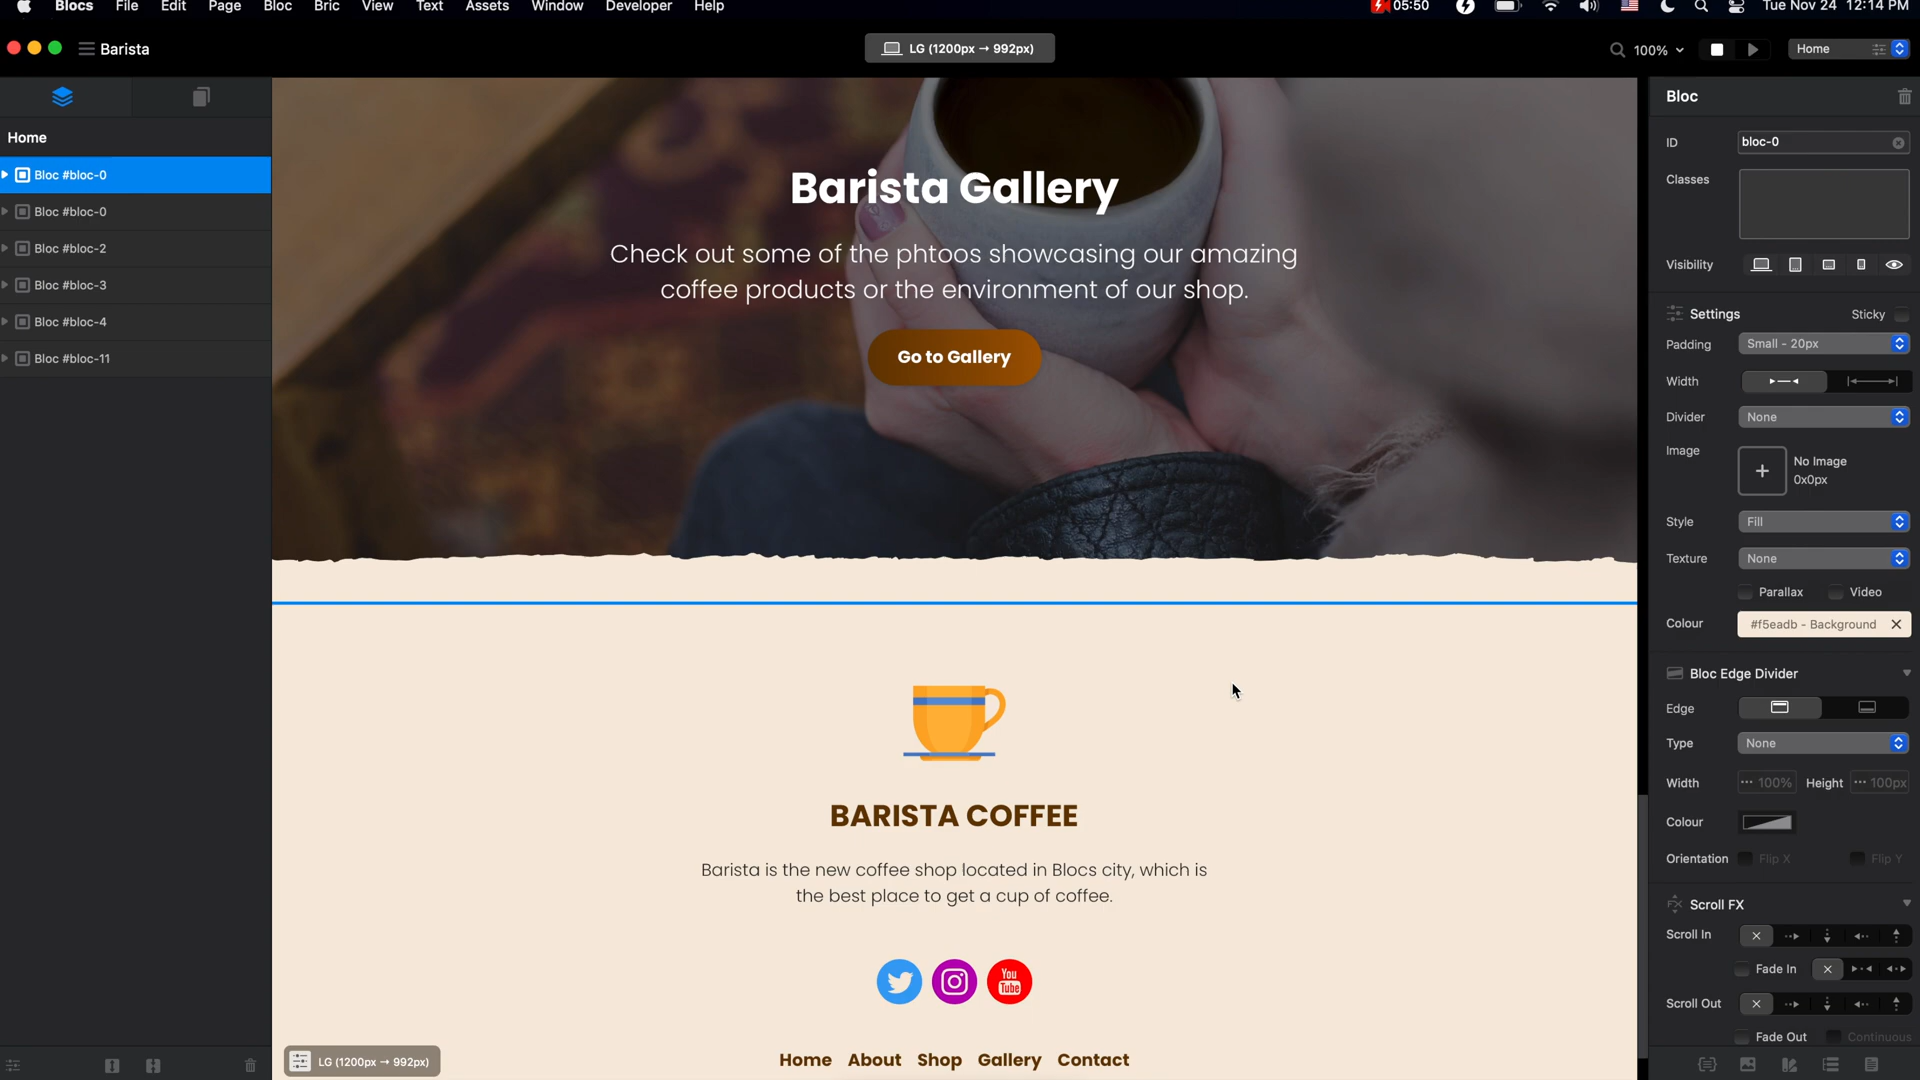 Blocs File Edit Page Bloc Bric View Text Assets Window Developer Help 05:50 Tue Nov 24 12:14 PM
Barista LG (1200px → 992px) 100% Home
Home
Bloc #bloc-0
Bloc #bloc-0
Bloc #bloc-2
Bloc #bloc-3
Bloc #bloc-4
Bloc #bloc-11
Barista Gallery
Check out some of the phtoos showcasing our amazing
coffee products or the environment of our shop.
Go to Gallery
BARISTA COFFEE
Barista is the new coffee shop located in Blocs city, which is
the best place to get a cup of coffee.
You
Tube
Home About Shop Gallery Contact
LG (1200px → 992px)
Bloc
ID bloc-0
Classes
Visibility
Settings Sticky
Padding Small - 20px
Width
Divider None
Image No Image
0x0px
Style Fill
Texture None
Parallax Video
Colour #f5eadb - Background
Bloc Edge Divider
Edge
Type None
Width 100% Height 100px
Colour
Orientation Flip X Flip Y
FX Scroll FX
Scroll In
Fade In
Scroll Out
Fade Out Continuous